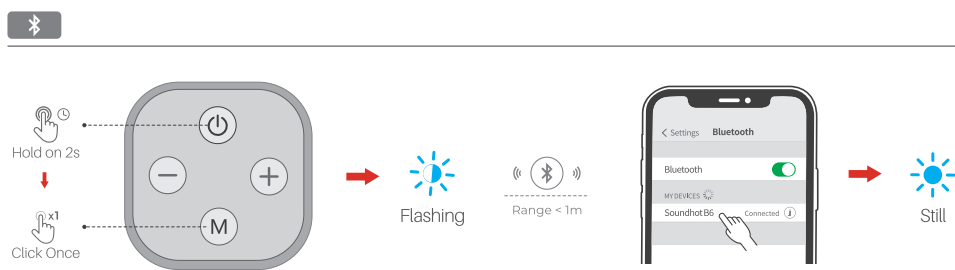 Hold on 2s
x1
Click Once
M
Flashing
Range < 1m
< Settings Bluetooth
Bluetooth
MY DEVICES
Soundhot B6 Connected i
Still